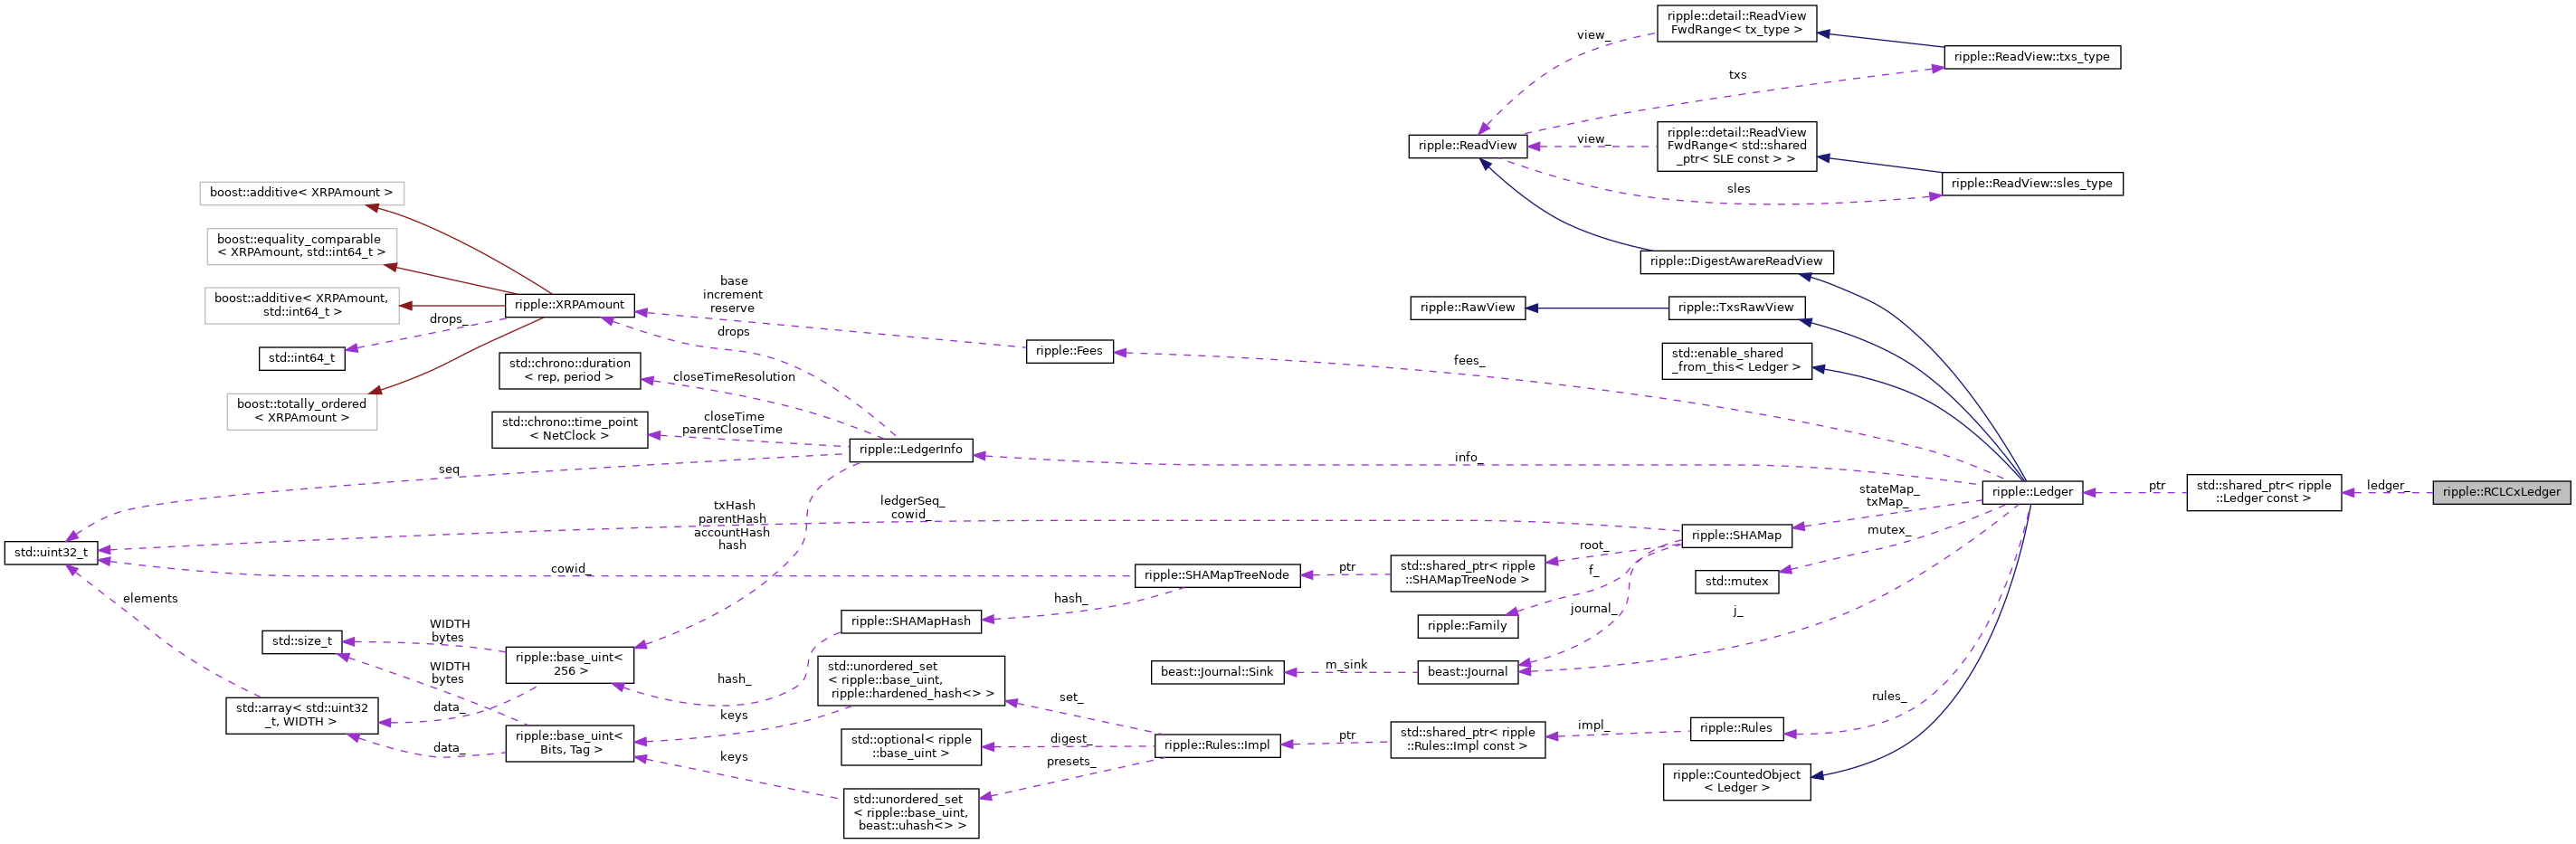 ripple::detail::ReadView
FwdRange< tx_type >
view_
ripple::ReadView::txs_type
txs
ripple::detail::ReadView
FwdRange< std::shared
_ptr< SLE const > >
view_
ripple::ReadView
ripple::ReadView::sles_type
sles
boost::additive< XRPAmount >
boost::equality_comparable
< XRPAmount, std::int64_t >
ripple::DigestAwareReadView
base
increment
reserve
boost::additive< XRPAmount,
std::int64_t >
ripple::XRPAmount
ripple::RawView
ripple::TxsRawView
drops_
drops
std::int64_t
ripple::Fees
fees_
std::enable_shared
_from_this< Ledger >
std::chrono::duration
< rep, period >
closeTimeResolution
boost::totally_ordered
< XRPAmount >
std::chrono::time_point
< NetClock >
closeTime
parentCloseTime
ripple::LedgerInfo
info_
seq
ripple::Ledger
ptr
std::shared_ptr< ripple
::Ledger const >
ledger_
ripple::RCLCxLedger
stateMap_
txMap_
ledgerSeq_
cowid_
txHash
parentHash
accountHash
hash
mutex_
ripple::SHAMap
std::uint32_t
root_
std::shared_ptr< ripple
::SHAMapTreeNode >
ptr
ripple::SHAMapTreeNode
cowid_
f_
std::mutex
elements
hash_
journal_
j_
ripple::SHAMapHash
ripple::Family
WIDTH
bytes
std::size_t
ripple::base_uint<
256 >
WIDTH
bytes
std::unordered_set
< ripple::base_uint,
ripple::hardened_hash<> >
beast::Journal::Sink
m_sink
beast::Journal
hash_
set_
rules_
std::array< std::uint32
_t, WIDTH >
data_
keys
ripple::base_uint<
Bits, Tag >
data_
std::optional< ripple
::base_uint >
digest_
ripple::Rules::Impl
ptr
std::shared_ptr< ripple
::Rules::Impl const >
impl_
ripple::Rules
keys
presets_
ripple::CountedObject
< Ledger >
std::unordered_set
< ripple::base_uint,
beast::uhash<> >